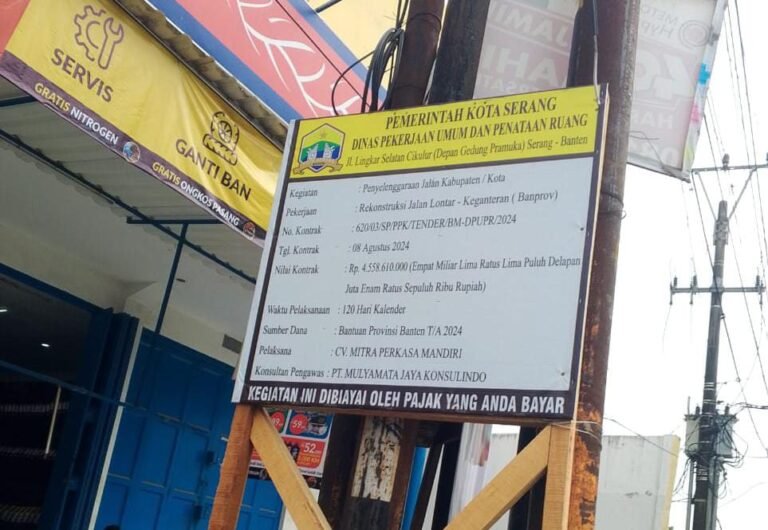 SERVIS
GRATIS NITROGEN
GANTI BAN
GRATIS ONGKOS PASANG
PEMERINTAH KOTA SERANG
DINAS PEKERJAAN UMUM DAN PENATAAN RUANG
Jl. Lingkar Selatan Cikulur (Depan Gedung Pramuka) Serang - Banten
Kegiatan : Penyelenggaraan Jalan Kabupaten / Kota
Pekerjaan : Rekonstruksi Jalan Lontar - Keganteran ( Banprov)
No. Kontrak : 620/03/SP/PPK/TENDER/BM-DPUPR/2024
Tgl. Kontrak : 08 Agustus 2024
Nilai Kontrak : Rp. 4.558.610.000 (Empat Miliar Lima Ratus Lima Puluh Delapan
Juta Enam Ratus Sepuluh Ribu Rupiah)
Waktu Pelaksanaan : 120 Hari Kalender
Sumber Dana : Bantuan Provinsi Banten T/A 2024
Pelaksana : CV. MITRA PERKASA MANDIRI
Konsultan Pengawas : PT. MULYAMATA JAYA KONSULINDO
KEGIATAN INI DIBIAYAI OLEH PAJAK YANG ANDA BAYAR